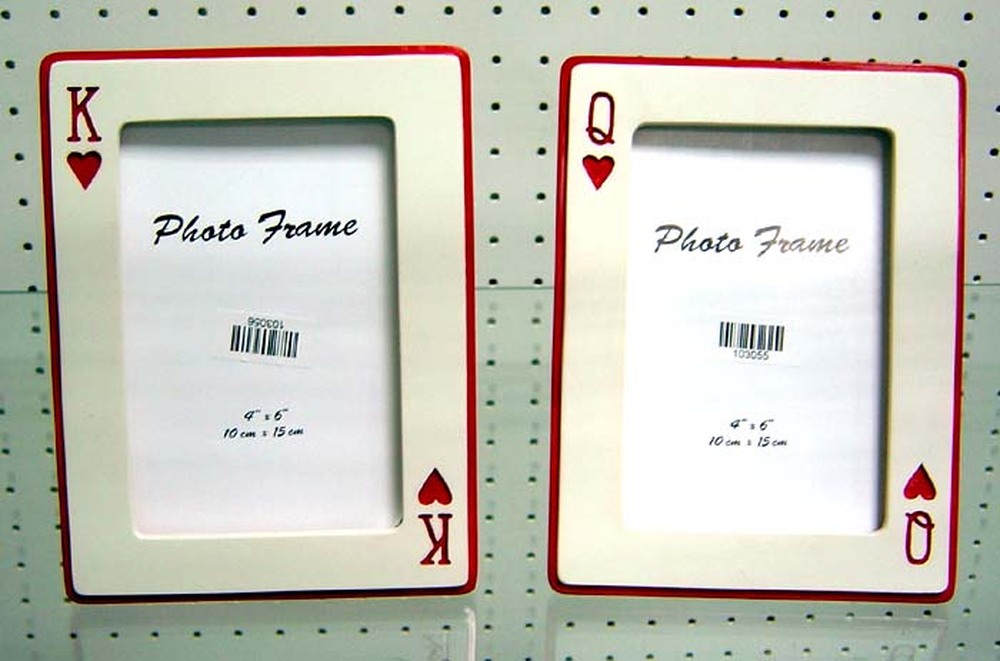 K
Photo Frame
103056
4" x 6"
10 cm x 15 cm
K
Q
Photo Frame
103055
4" x 6"
10 cm x 15 cm
Q